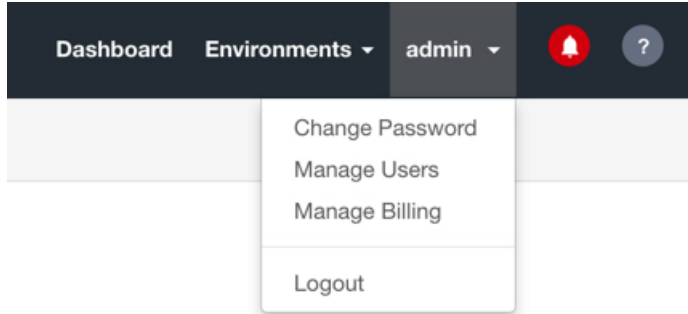 Dashboard Environments admin ?
Change Password
Manage Users
Manage Billing
Logout